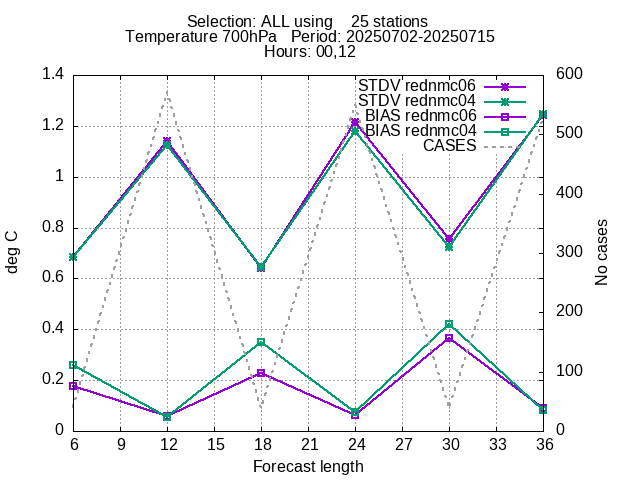 Selection: ALL using    25 stations
Temperature 700hPa   Period: 20250702-20250715
Hours: 00,12
STDV rednmc06
STDV rednmc04
BIAS rednmc06
BIAS rednmc04
CASES
deg C
1.4
1.2
1
0.8
0.6
0.4
0.2
0
No cases
600
500
400
300
200
100
0
6 9 12 15 18 21 24 27 30 33 36
Forecast length